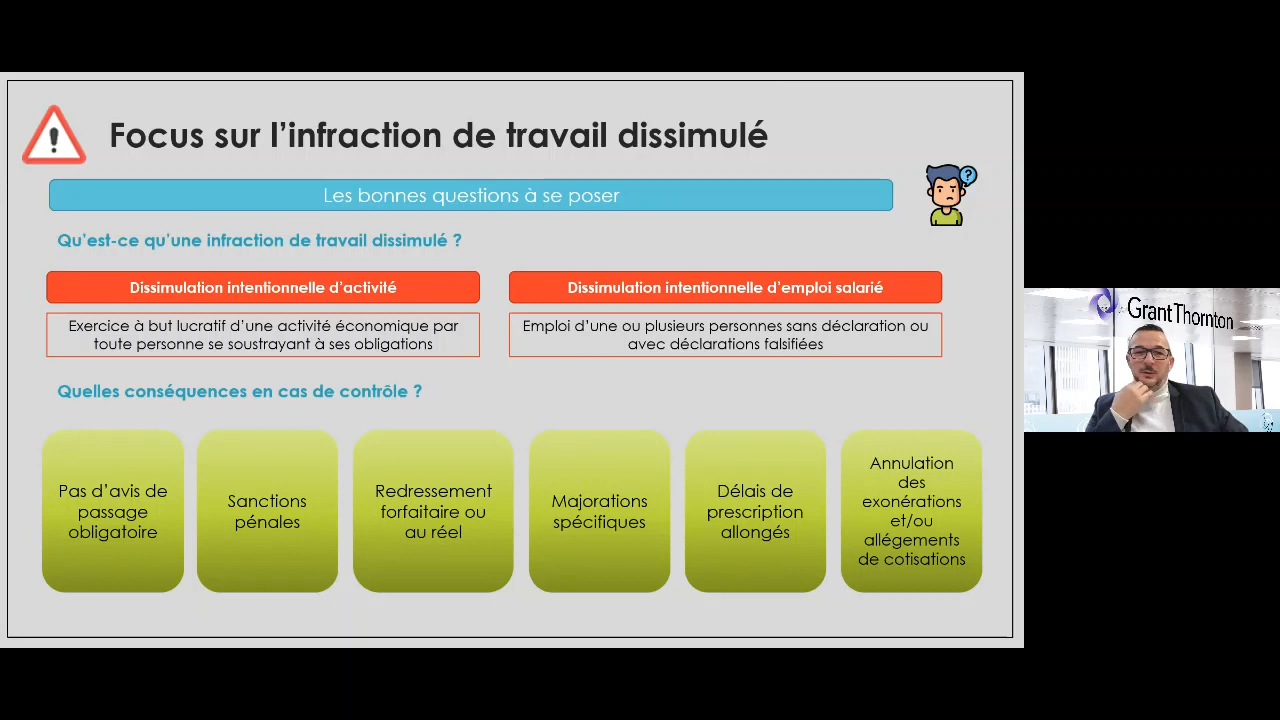 Focus sur l’infraction de travail dissimulé
Les bonnes questions à se poser
?
Qu’est-ce qu’une infraction de travail dissimulé ?
Dissimulation intentionnelle d’activité
Exercice à but lucratif d’une activité économique par
toute personne se soustrayant à ses obligations
Dissimulation intentionnelle d’emploi salarié
Emploi d’une ou plusieurs personnes sans déclaration ou
avec déclarations falsifiées
Quelles conséquences en cas de contrôle ?
Pas d’avis de
passage
obligatoire
Sanctions
pénales
Redressement
forfaitaire ou
au réel
Majorations
spécifiques
Délais de
prescription
allongés
Annulation
des
exonérations
et/ou
allégements
de cotisations
GrantThornton